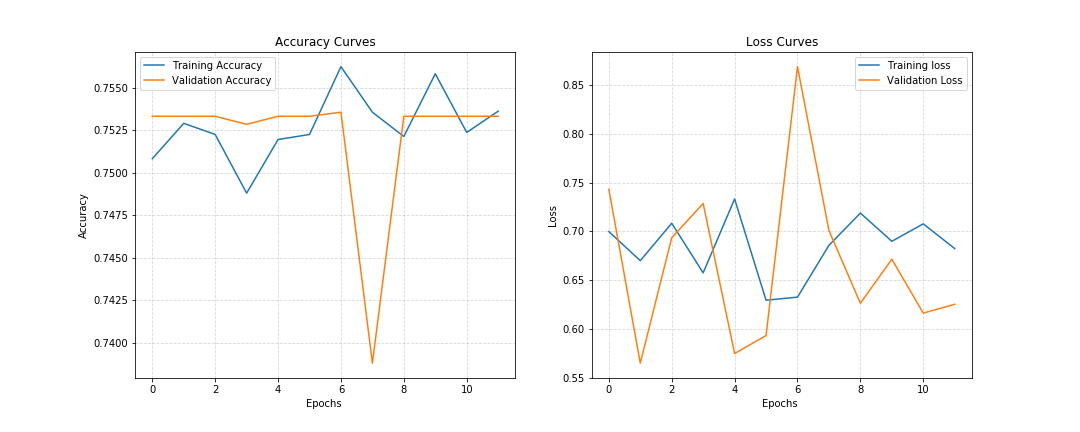 Accuracy Curves
Training Accuracy
Validation Accuracy
0.7550
0.7525
0.7500
0.7475
0.7450
0.7425
0.7400
Accuracy
0 2 4 6 8 10
Epochs
Loss Curves
Training loss
Validation Loss
0.85
0.80
0.75
0.70
0.65
0.60
0.55
Loss
0 2 4 6 8 10
Epochs